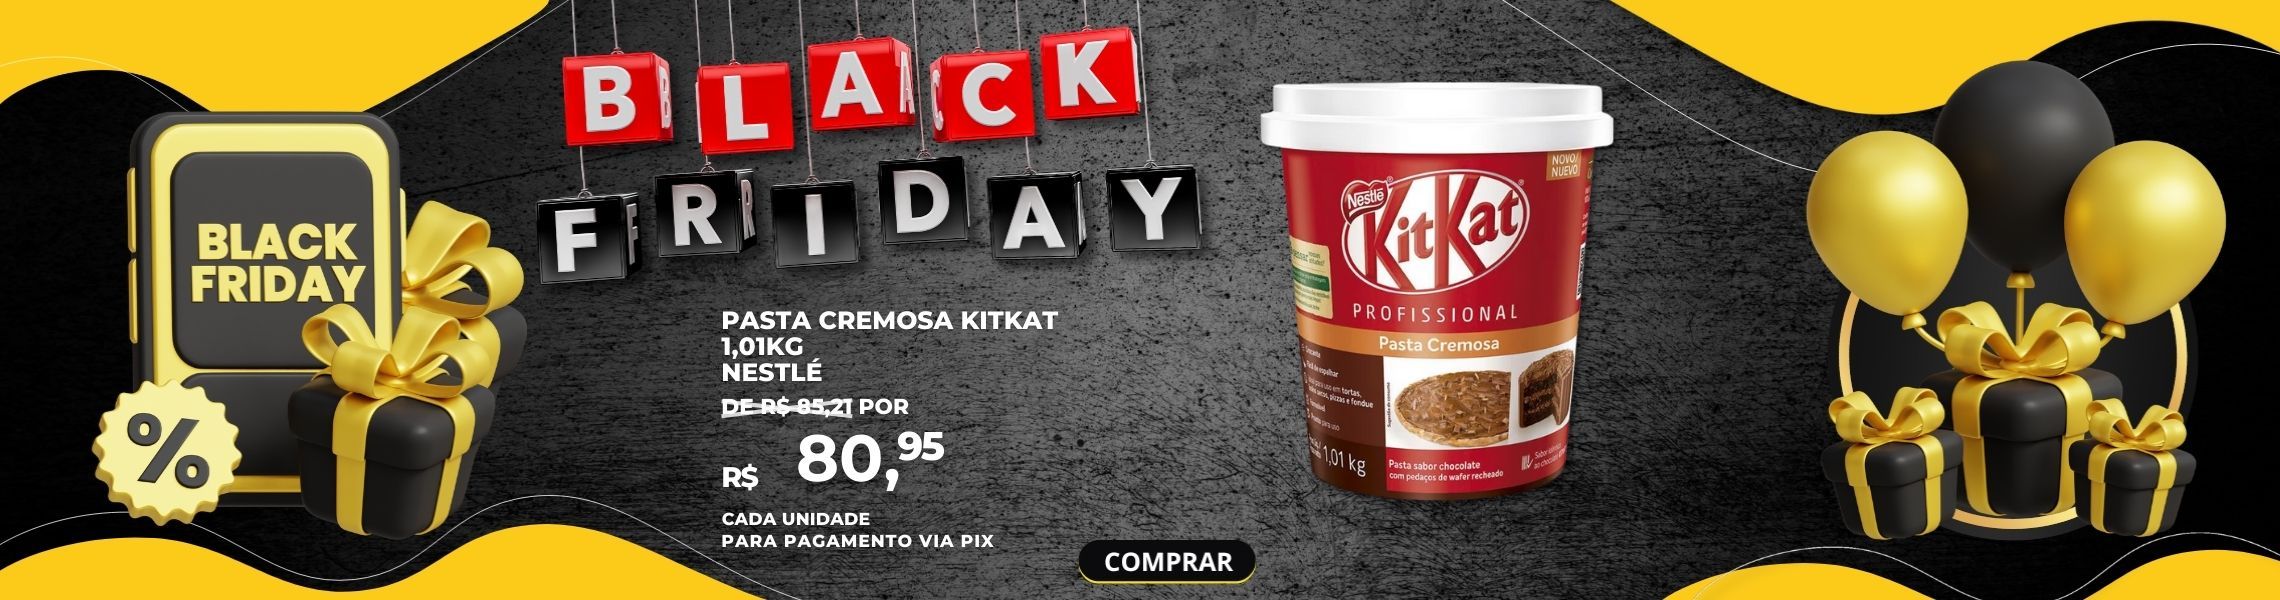 BLACK
FRIDAY
BLACK
FRIDAY
%
PASTA CREMOSA KITKAT
1,01KG
NESTLÉ
DE R$ 85,21 POR
R$ 80,95
CADA UNIDADE
PARA PAGAMENTO VIA PIX
COMPRAR
NOVO/
NUEVO
Nestlé
KitKat
PROFISSIONAL
Pasta Cremosa
1,01 kg
Pasta sabor chocolate
com pedaços de wafer recheado